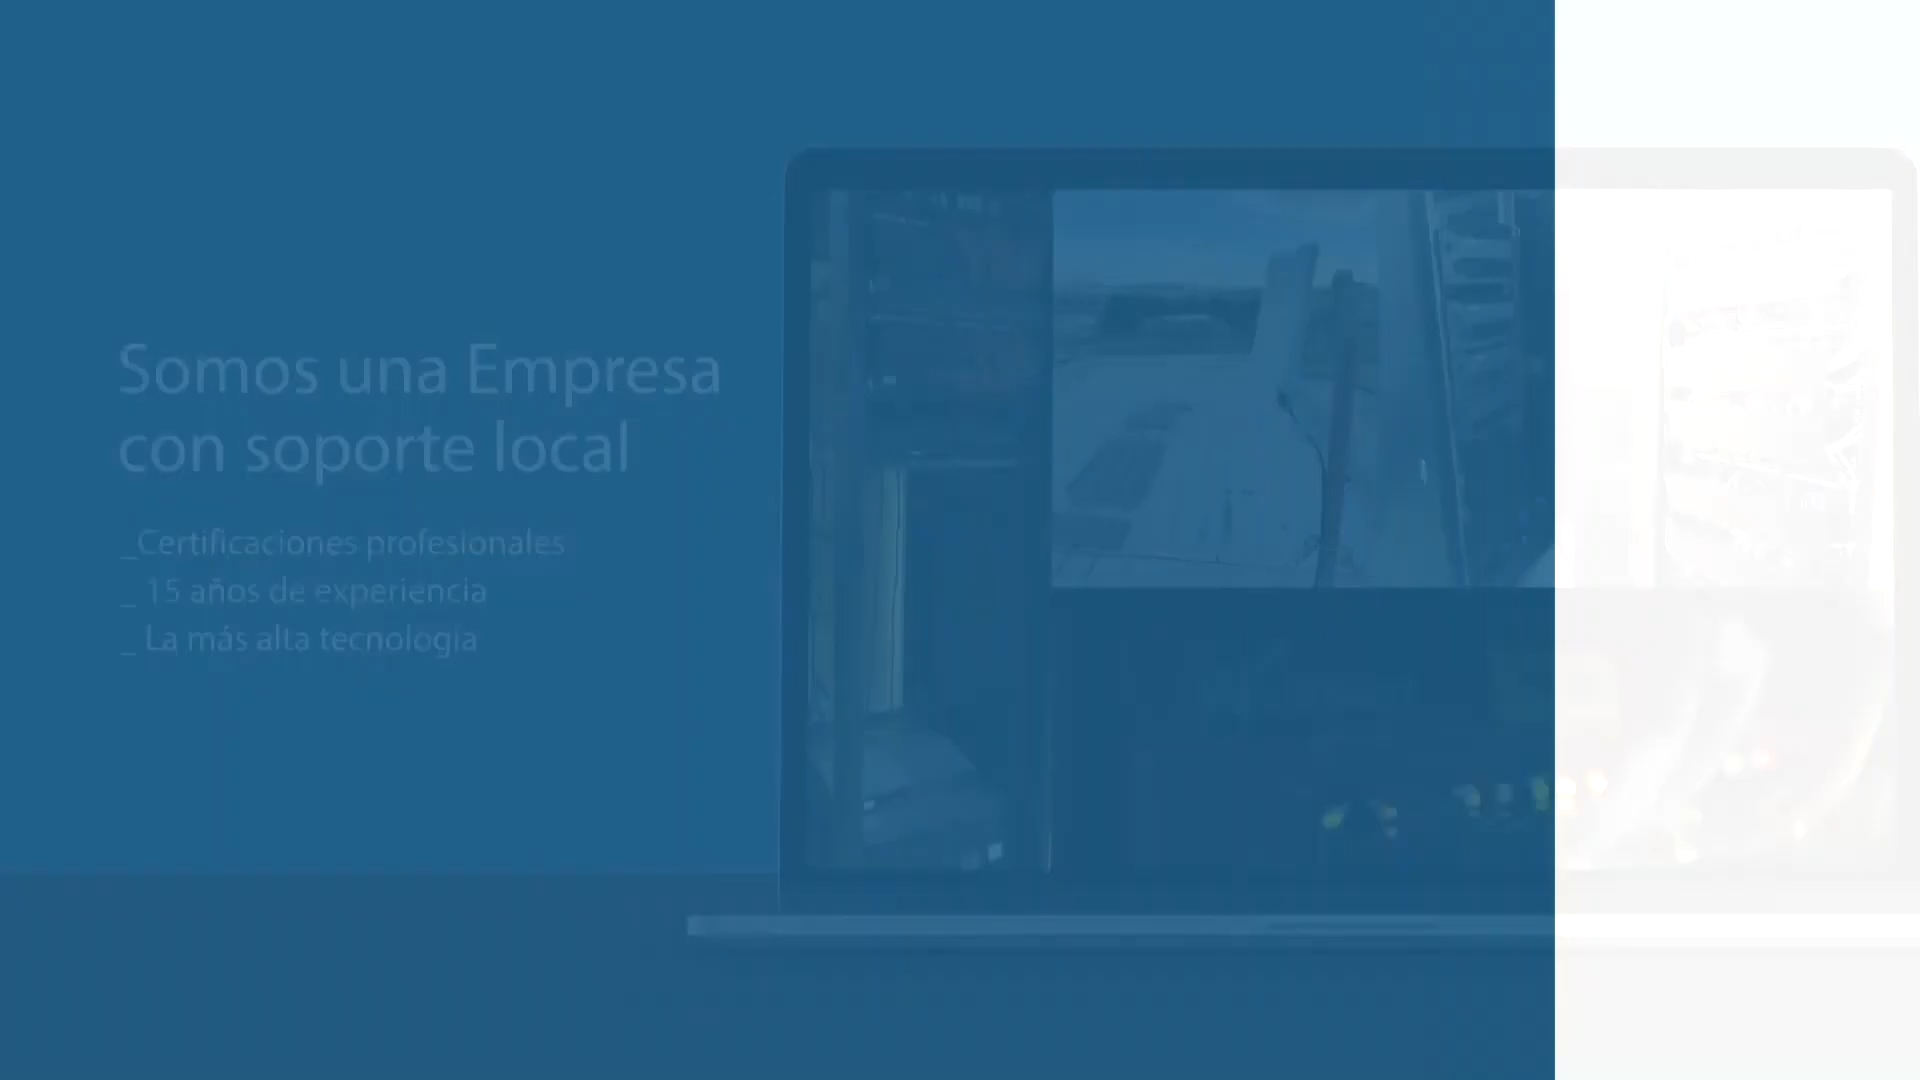 Somos una Empresa
con soporte local
_Certificaciones profesionales
_ 15 años de experiencia
_ La más alta tecnología